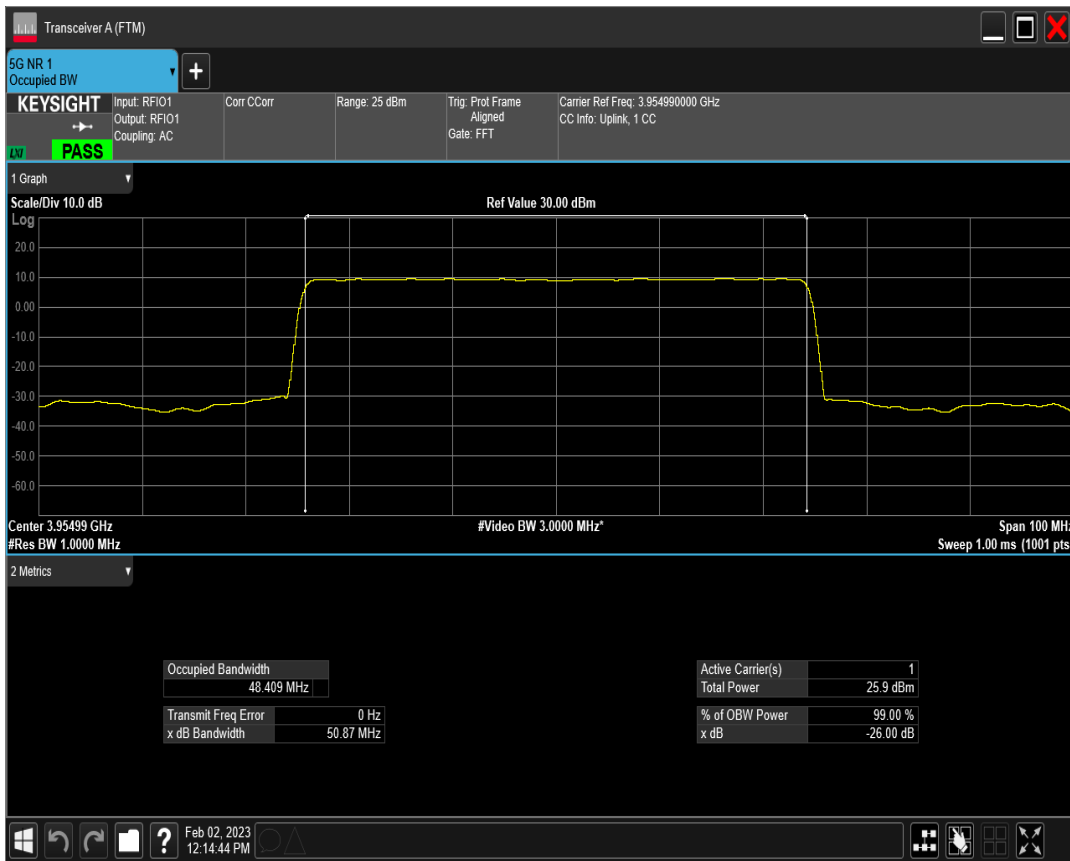 Transceiver A (FTM)
5G NR 1
Occupied BW
+
KEYSIGHT
LXI
PASS
Input: RFIO1
Output: RFIO1
Coupling: AC
Corr CCorr
Range: 25 dBm
Trig: Prot Frame
Aligned
Gate: FFT
Carrier Ref Freq: 3.954990000 GHz
CC Info: Uplink, 1 CC
1 Graph
Scale/Div 10.0 dB
Ref Value 30.00 dBm
Log
20.0
10.0
0.00
-10.0
-20.0
-30.0
-40.0
-50.0
-60.0
Center 3.95499 GHz
#Video BW 3.0000 MHz*
Span 100 MHz
#Res BW 1.0000 MHz
Sweep 1.00 ms (1001 pts
2 Metrics
Occupied Bandwidth
48.409 MHz
Transmit Freq Error 0 Hz
x dB Bandwidth 50.87 MHz
Active Carrier(s) 1
Total Power 25.9 dBm
% of OBW Power 99.00 %
x dB -26.00 dB
?
Feb 02, 2023
12:14:44 PM